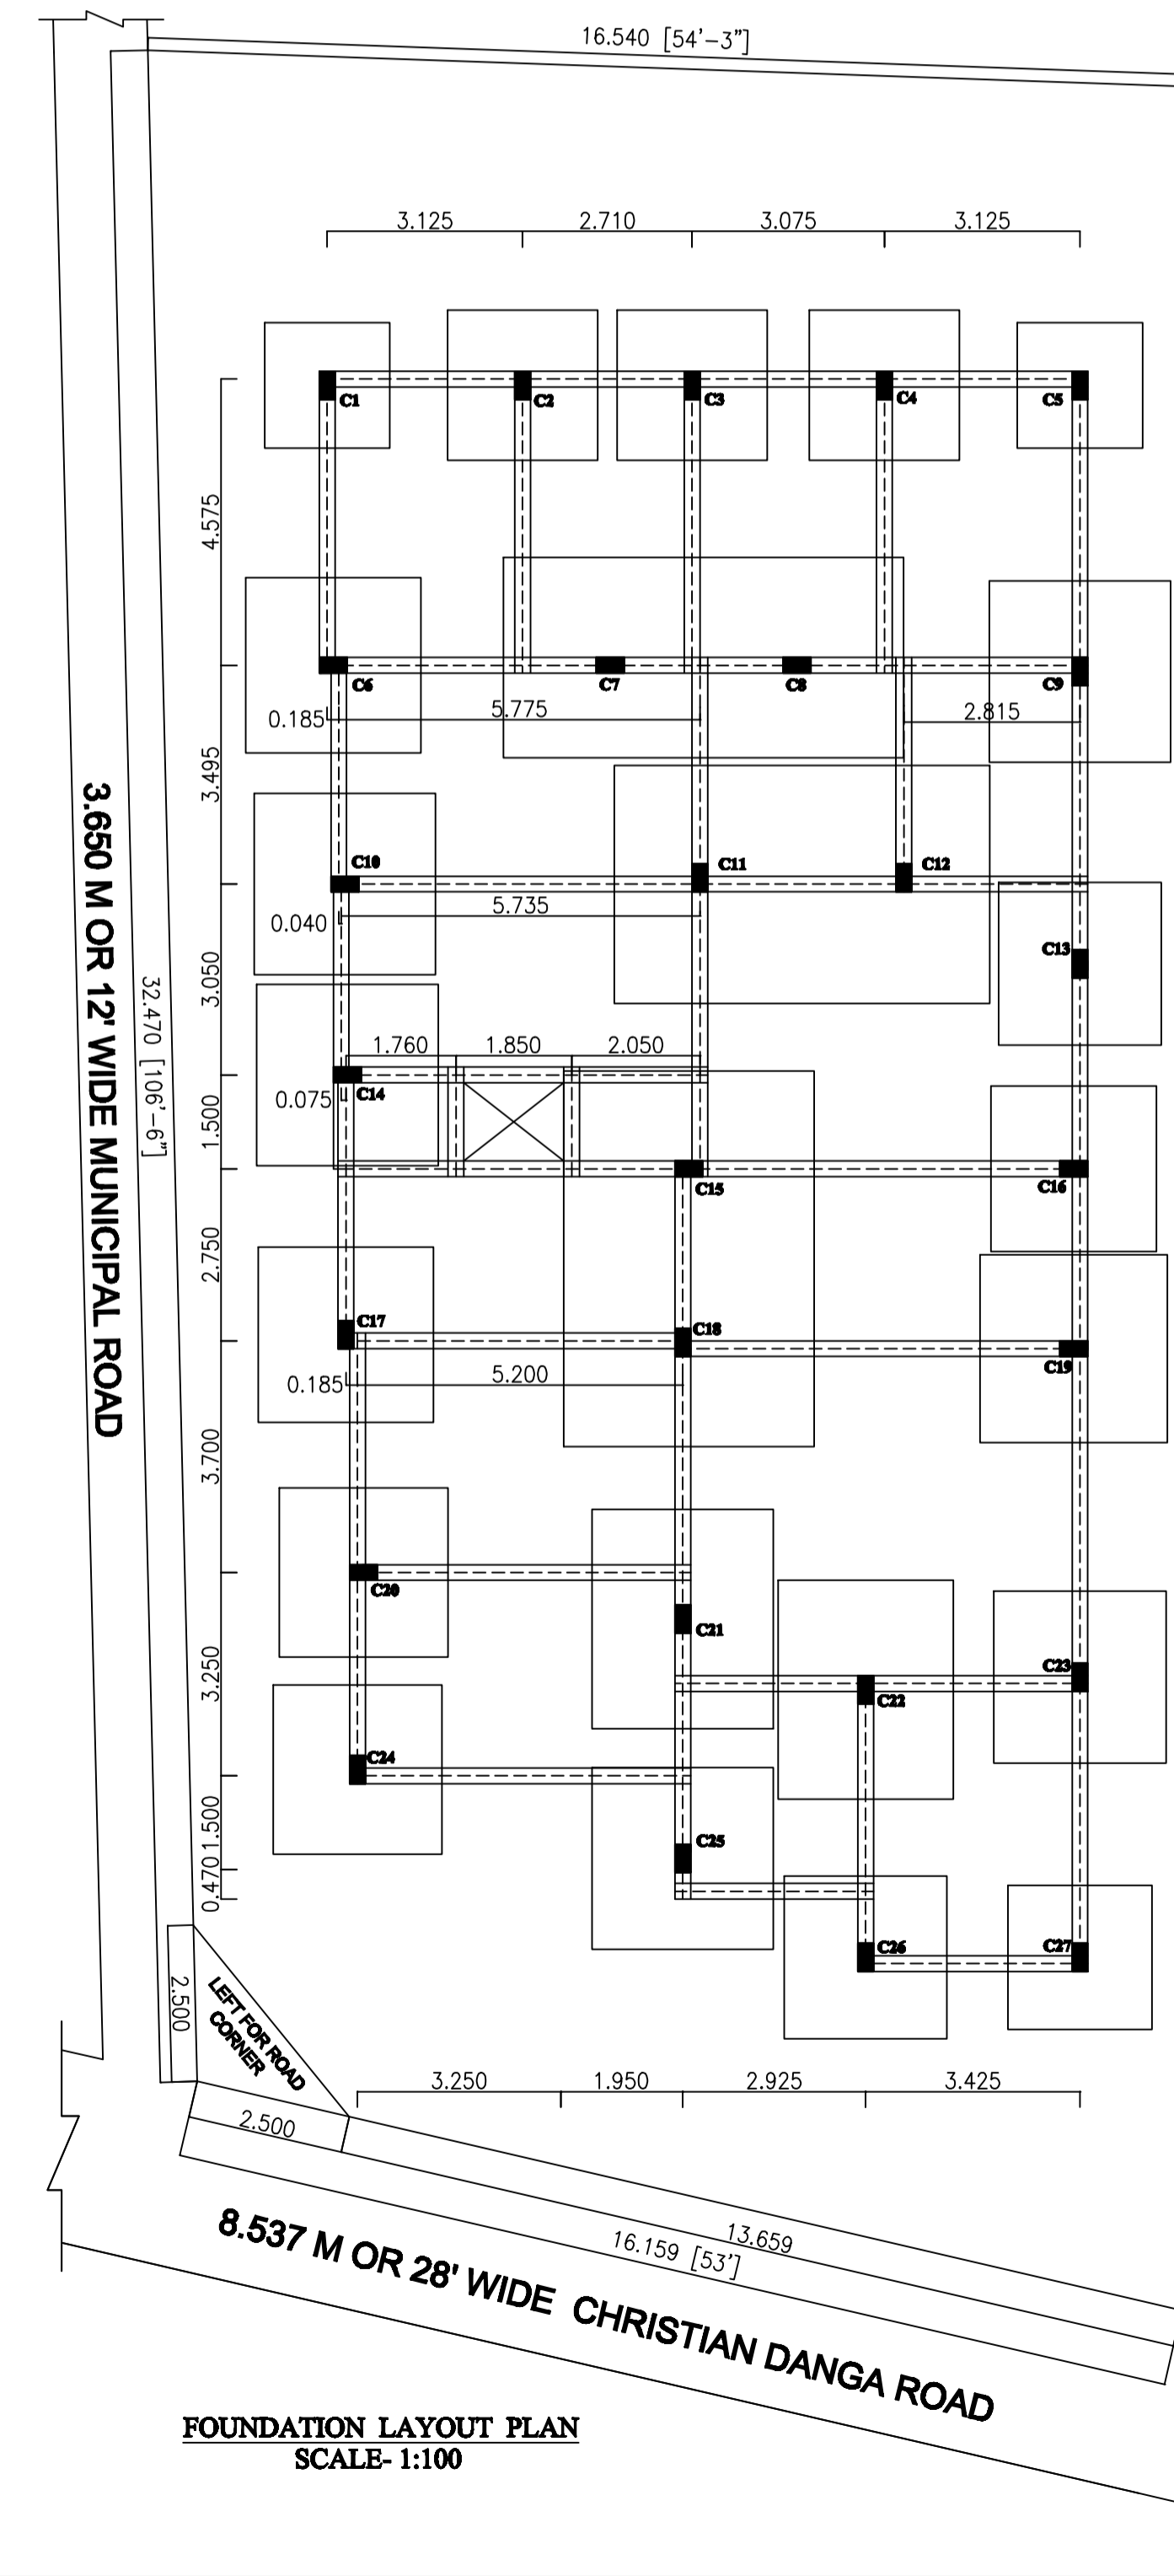 16.540 [54'-3"]
3.125
2.710
3.075
3.125
C1
C2
C3
C4
C5
4.575
C6
C7
C8
C9
0.185
5.775
2.815
3.495
C10
C11
C12
0.040
5.735
C13
3.050
3.650 M OR 12' WIDE MUNICIPAL ROAD
32.470 [106'-6"]
1.760
1.850
2.050
C14
0.075
1.500
C15
C16
2.750
C17
C18
C19
0.185
5.200
3.700
C20
C21
3.250
C22
C23
C24
1.500
C25
0.470
C26
C27
2.500
LEFT FOR ROAD
CORNER
3.250
1.950
2.925
3.425
2.500
13.659
16.159 [53']
8.537 M OR 28' WIDE CHRISTIAN DANGA ROAD
FOUNDATION LAYOUT PLAN
SCALE- 1:100